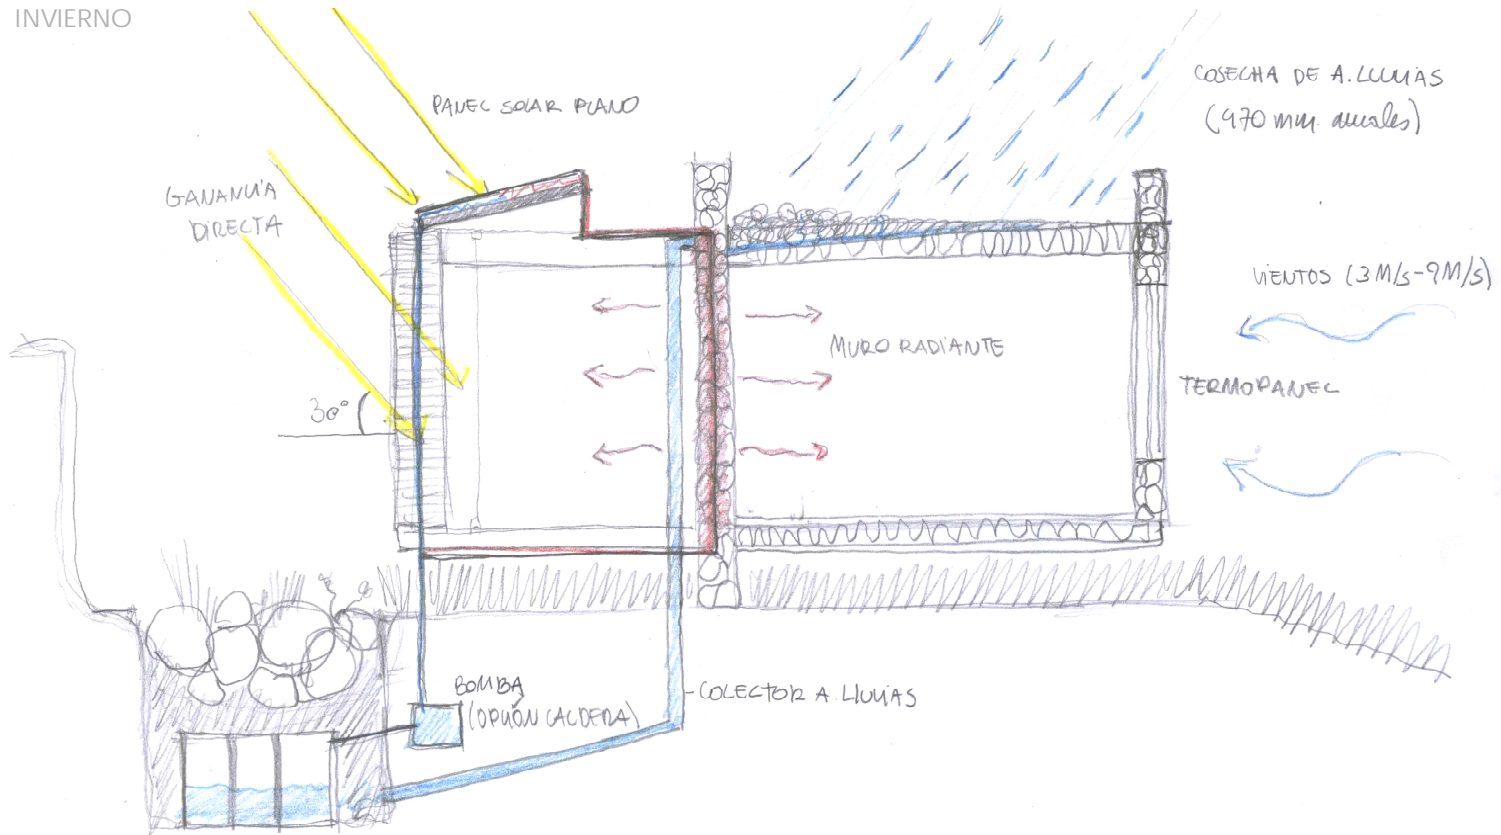 INVIERNO
PANEL SOLAR PLANO
COSECHA DE A. LLUVIAS
(970 mm. anuales)
GANANCIA
DIRECTA
VIENTOS (3 M/s - 9 M/s)
MURO RADIANTE
TERMOPANEL
30°
BOMBA
(OPCIÓN CALDERA)
COLECTOR A. LLUVIAS